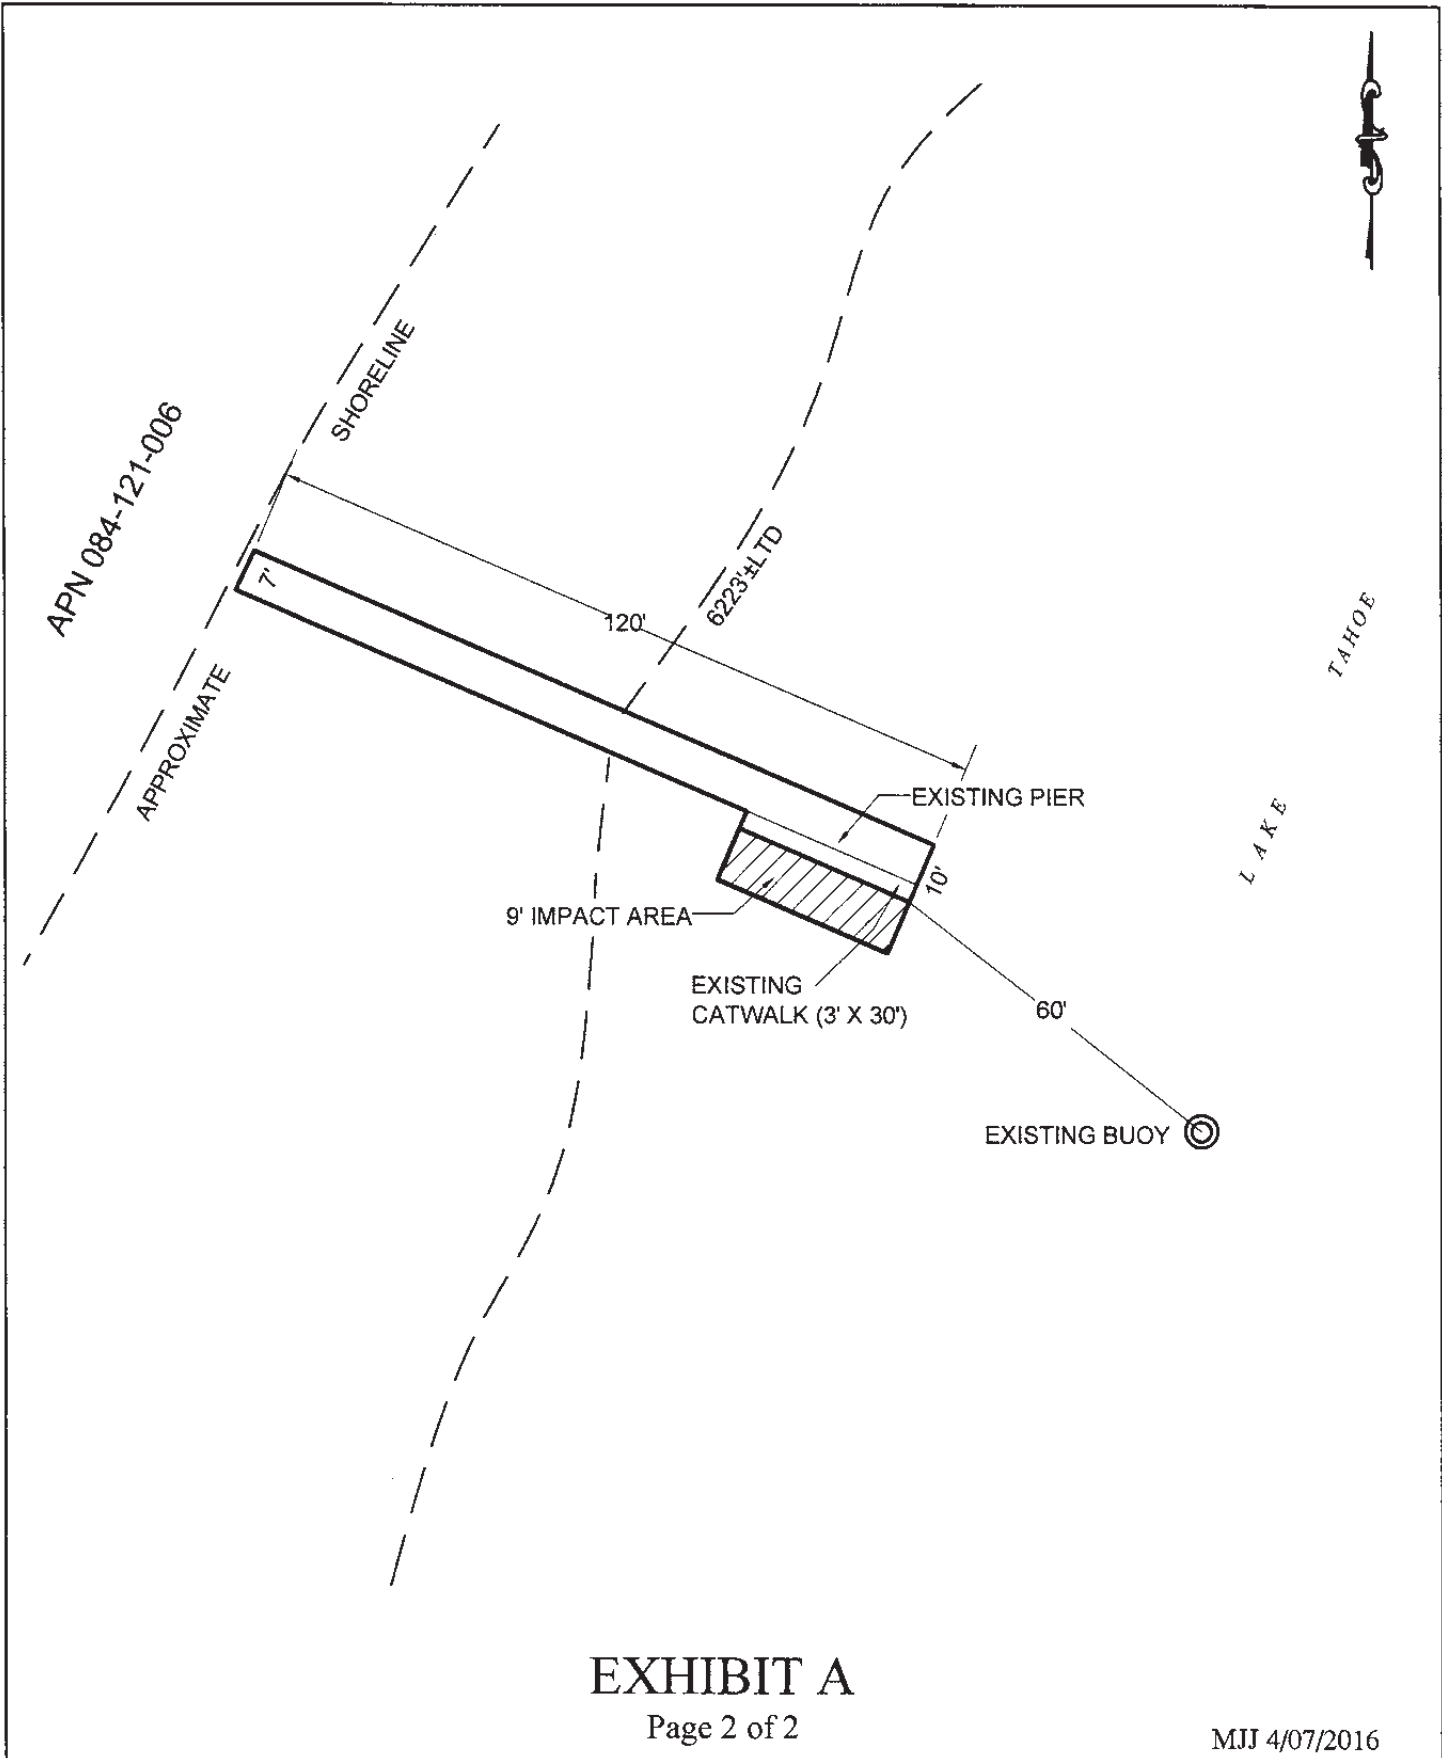 SHORELINE
APN 084-121-006
7'
120'
6223'±LTD
TAHOE
APPROXIMATE
EXISTING PIER
LAKE
10'
9' IMPACT AREA
EXISTING
CATWALK (3' X 30')
60'
EXISTING BUOY
EXHIBIT A
Page 2 of 2
MJJ 4/07/2016